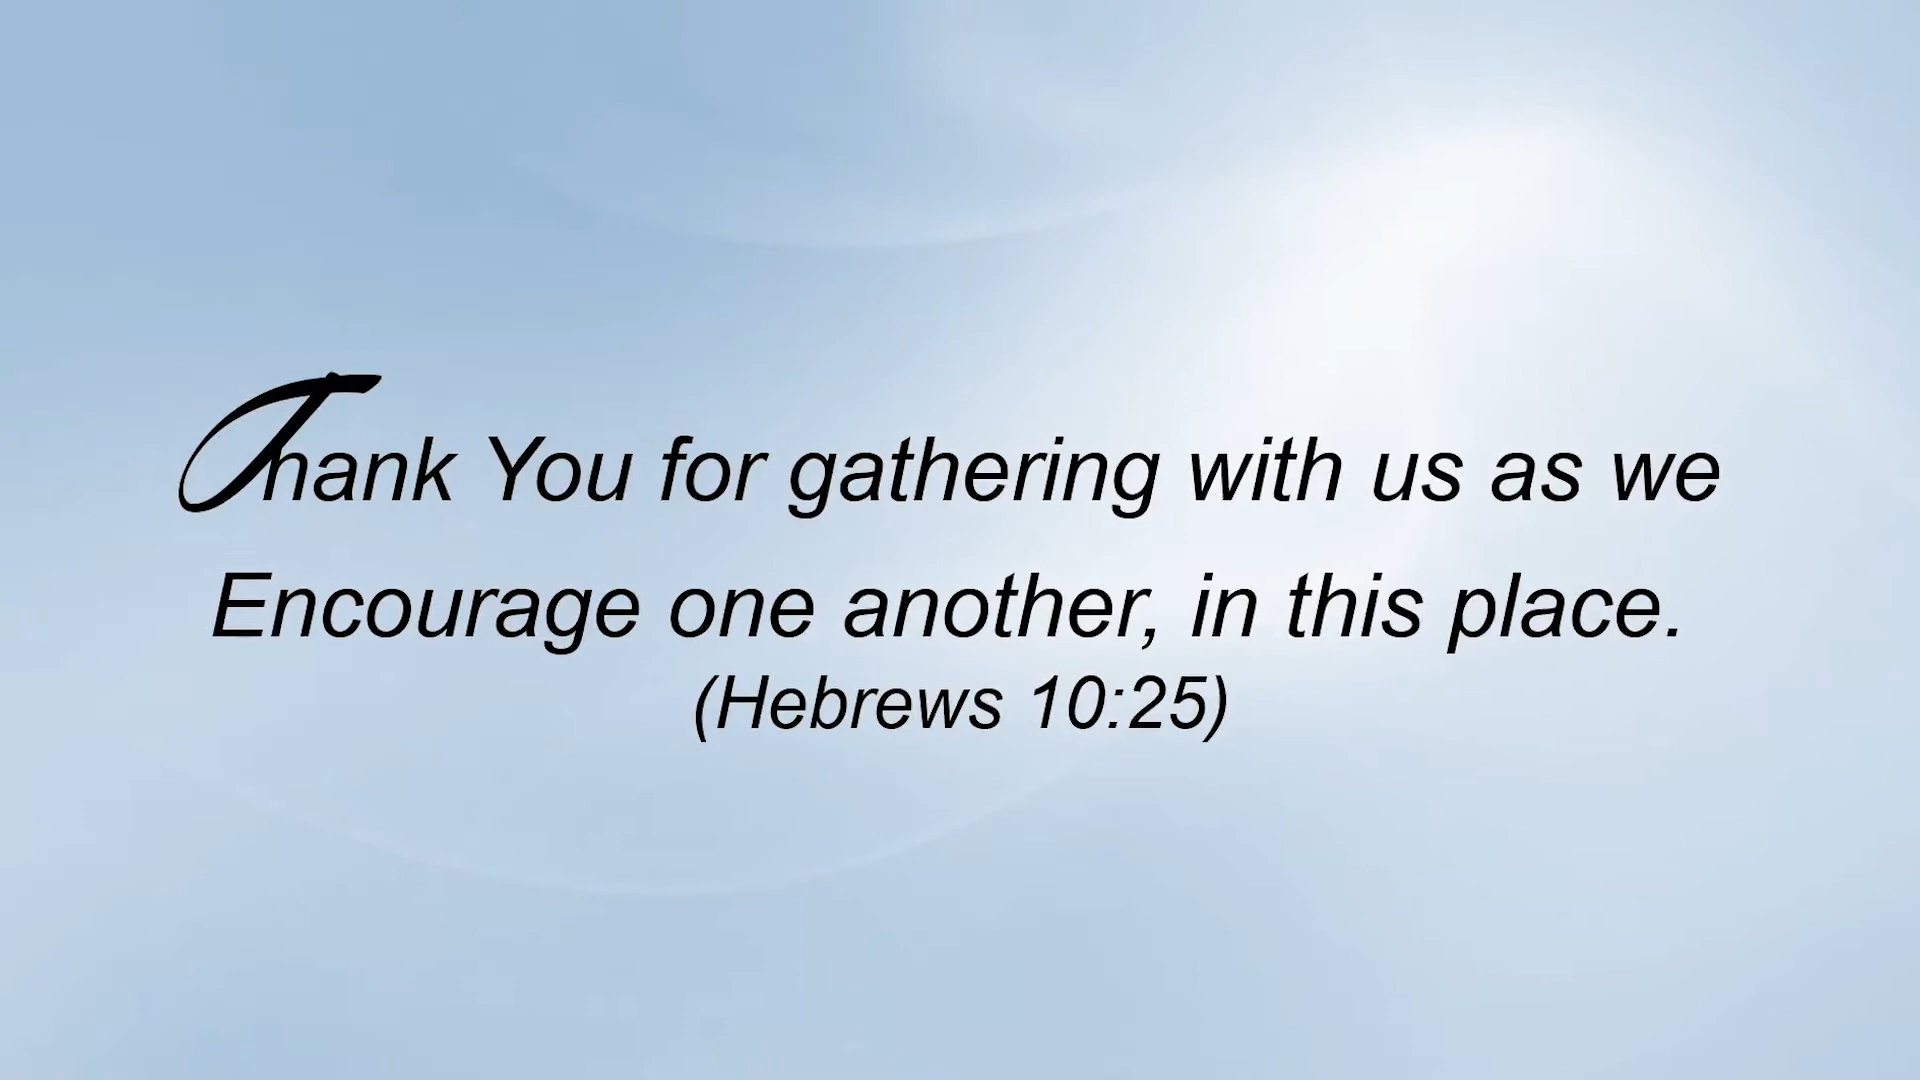 Thank You for gathering with us as we
Encourage one another, in this place.
(Hebrews 10:25)